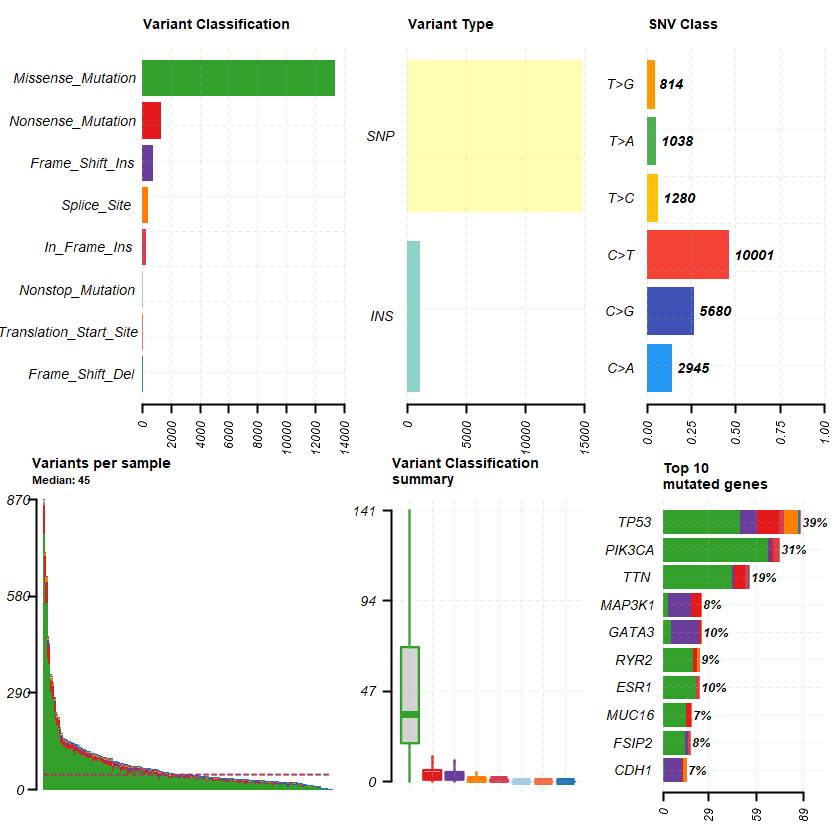 Variant Classification
Missense_Mutation
Nonsense_Mutation
Frame_Shift_Ins
Splice_Site
In_Frame_Ins
Nonstop_Mutation
Translation_Start_Site
Frame_Shift_Del
0
2000
4000
6000
8000
10000
12000
14000
Variant Type
SNP
INS
0
5000
10000
15000
SNV Class
T>G
814
T>A
1038
T>C
1280
C>T
10001
C>G
5680
C>A
2945
0.00
0.25
0.50
0.75
1.00
Variants per sample
Median: 45
870
580
290
0
Variant Classification
summary
141
94
47
0
Top 10
mutated genes
TP53
39%
PIK3CA
31%
TTN
19%
MAP3K1
8%
GATA3
10%
RYR2
9%
ESR1
10%
MUC16
7%
FSIP2
8%
CDH1
7%
0
29
59
89